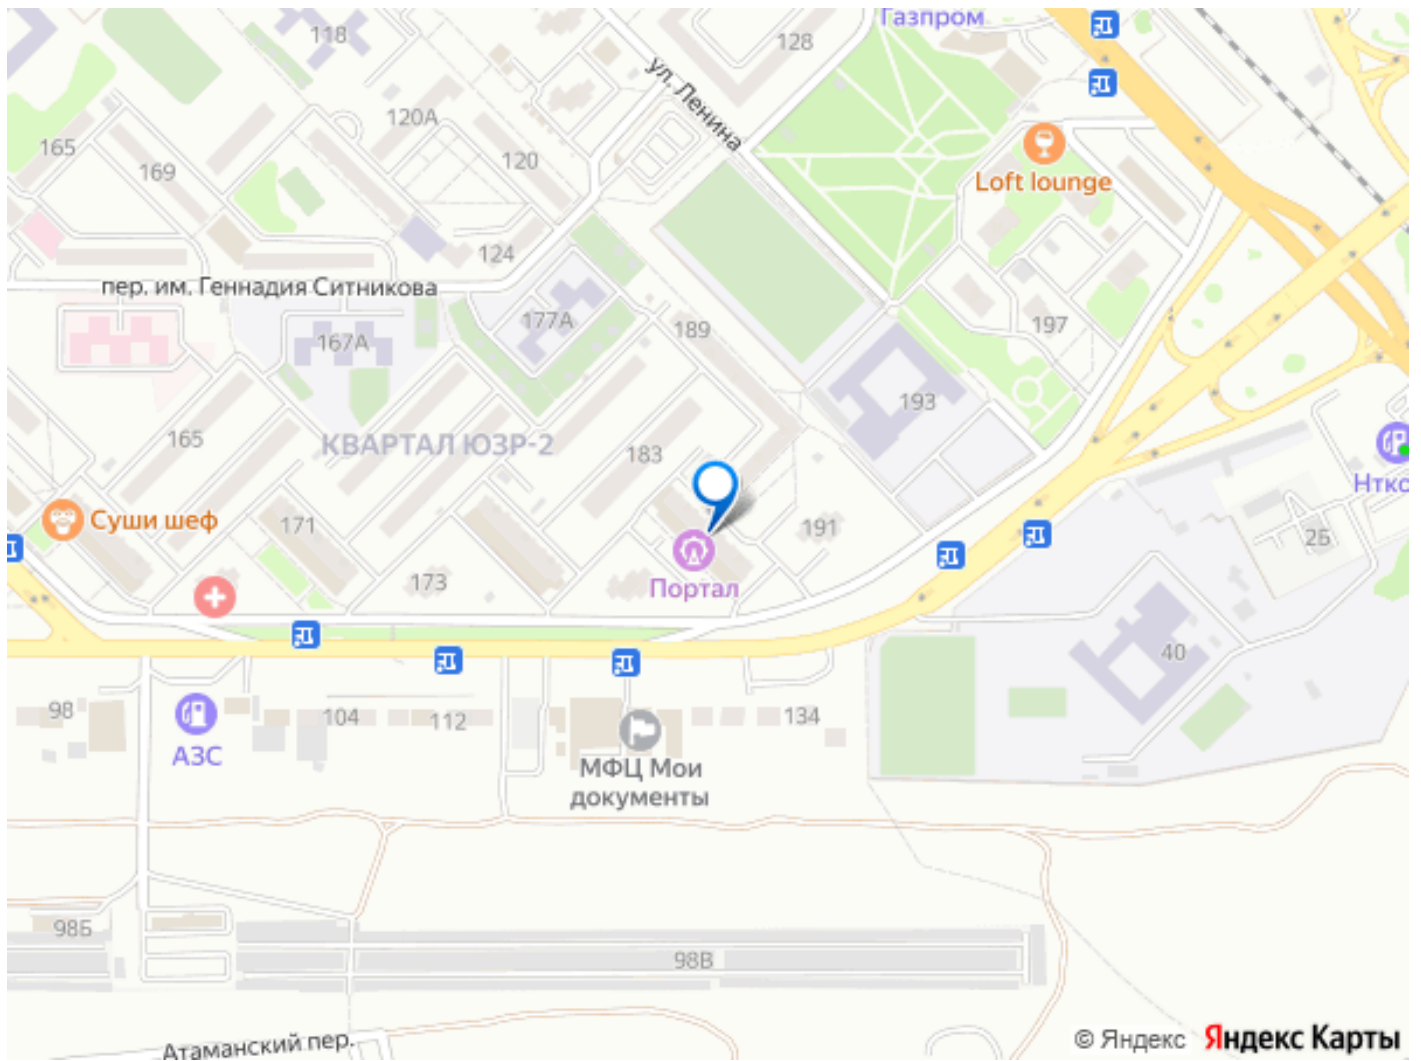 Газпром
118
128
ул. Ленина
120А
120
165
169
Loft lounge
124
пер. им. Геннадия Ситникова
177А
189
197
167А
193
165
КВАРТАЛ ЮЗР-2
183
Нтко
Суши шеф
171
191
2Б
173
Портал
40
98
104
112
134
АЗС
МФЦ Мои
документы
98Б
98В
Атаманский пер.
© Яндекс Яндекс Карты